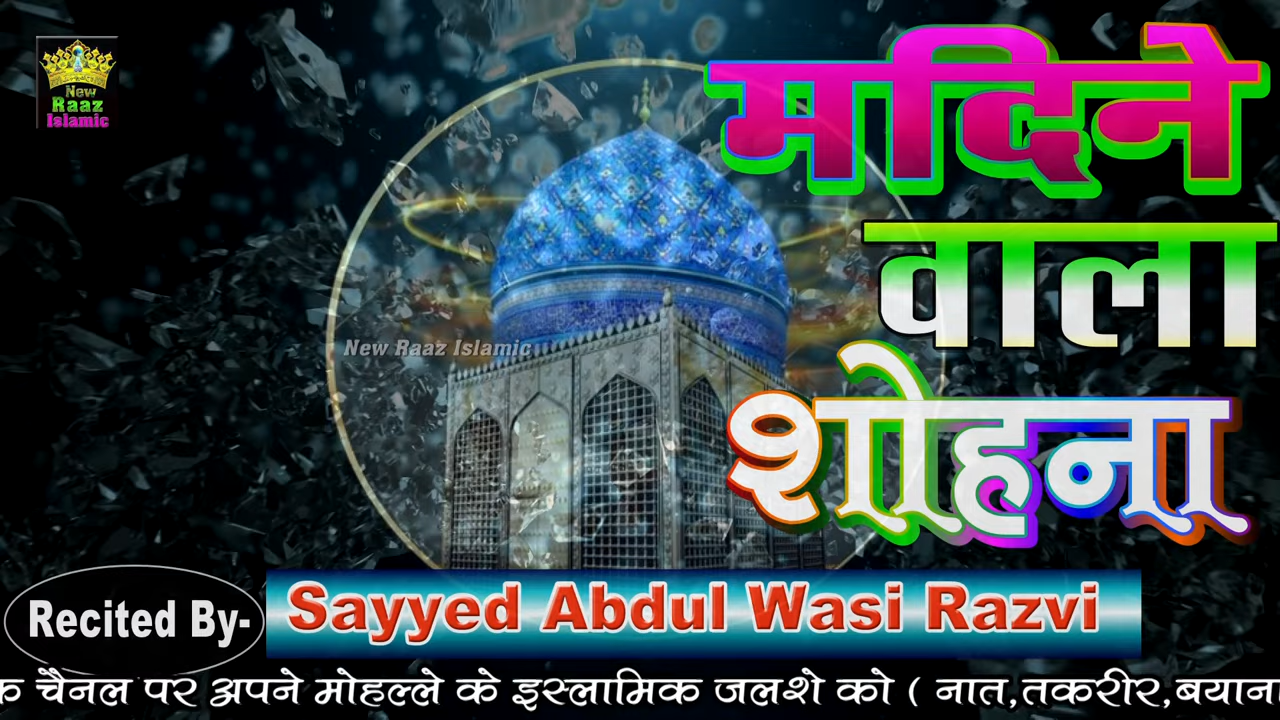 New
Raaz
Islamic
मदिने
वाला
शोहना
New Raaz Islamic
Recited By-
Sayyed Abdul Wasi Razvi
क चैनल पर अपने मोहल्ले के इस्लामिक जलशे को ( नात,तकरीर,बयान